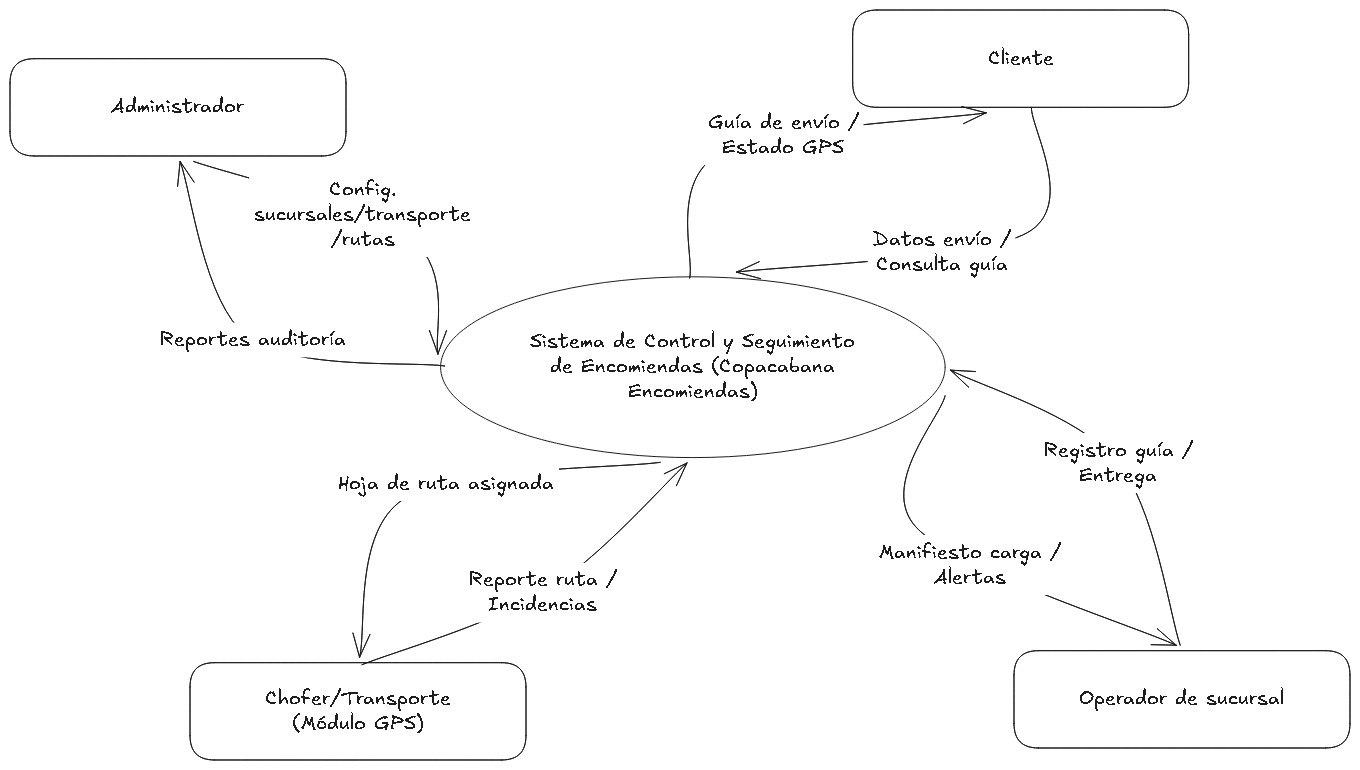 Cliente
Administrador
Guía de envío /
Estado GPS
Config.
sucursales/transporte
/rutas
Datos envío /
Consulta guía
Reportes auditoría
Sistema de Control y Seguimiento
de Encomiendas (Copacabana
Encomiendas)
Registro guía /
Entrega
Hoja de ruta asignada
Manifiesto carga /
Alertas
Reporte ruta /
Incidencias
Chofer/Transporte
(Módulo GPS)
Operador de sucursal